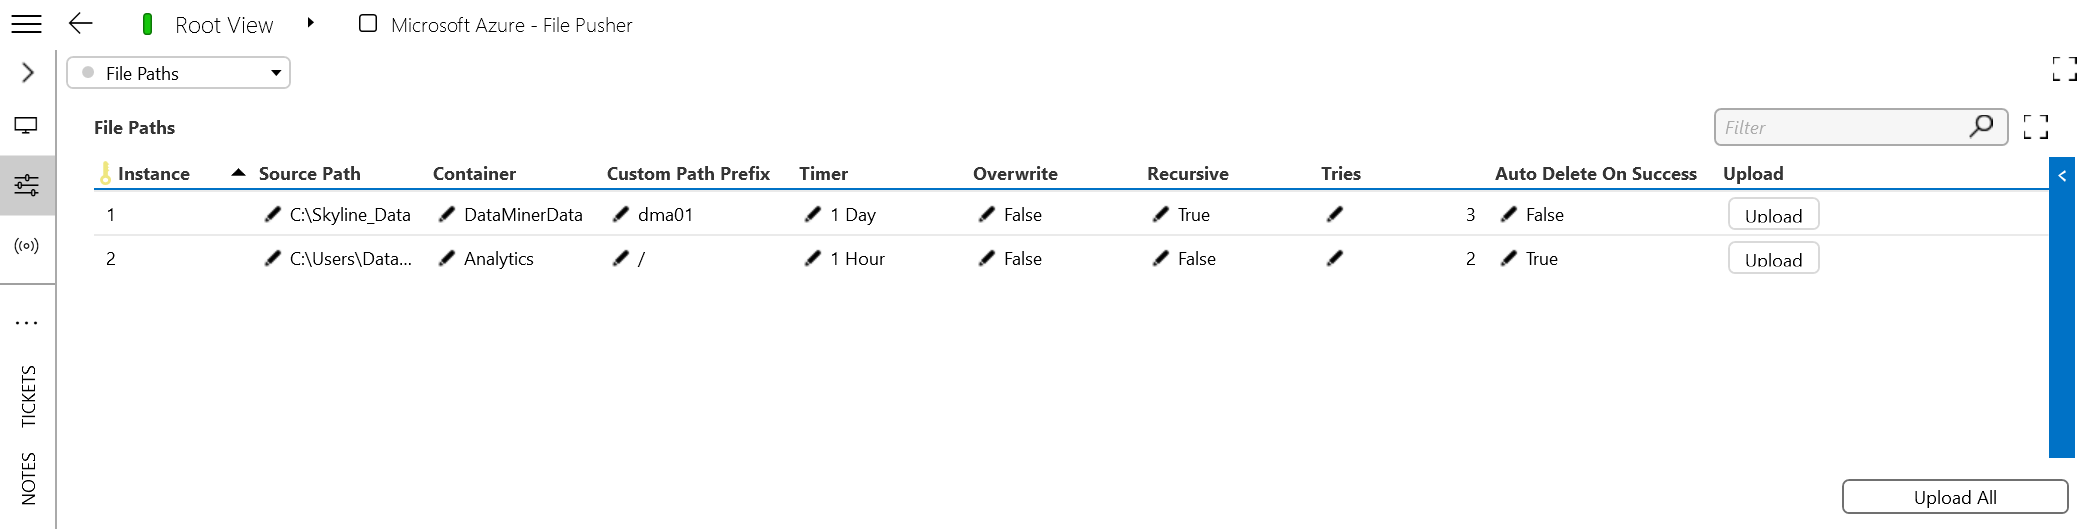 Root View
Microsoft Azure - File Pusher
File Paths
File Paths
Filter
Instance Source Path Container Custom Path Prefix Timer Overwrite Recursive Tries Auto Delete On Success Upload
1 C:\Skyline_Data DataMinerData dma01 1 Day False True 3 False Upload
2 C:\Users\Data... Analytics / 1 Hour False False 2 True Upload
TICKETS
NOTES
Upload All